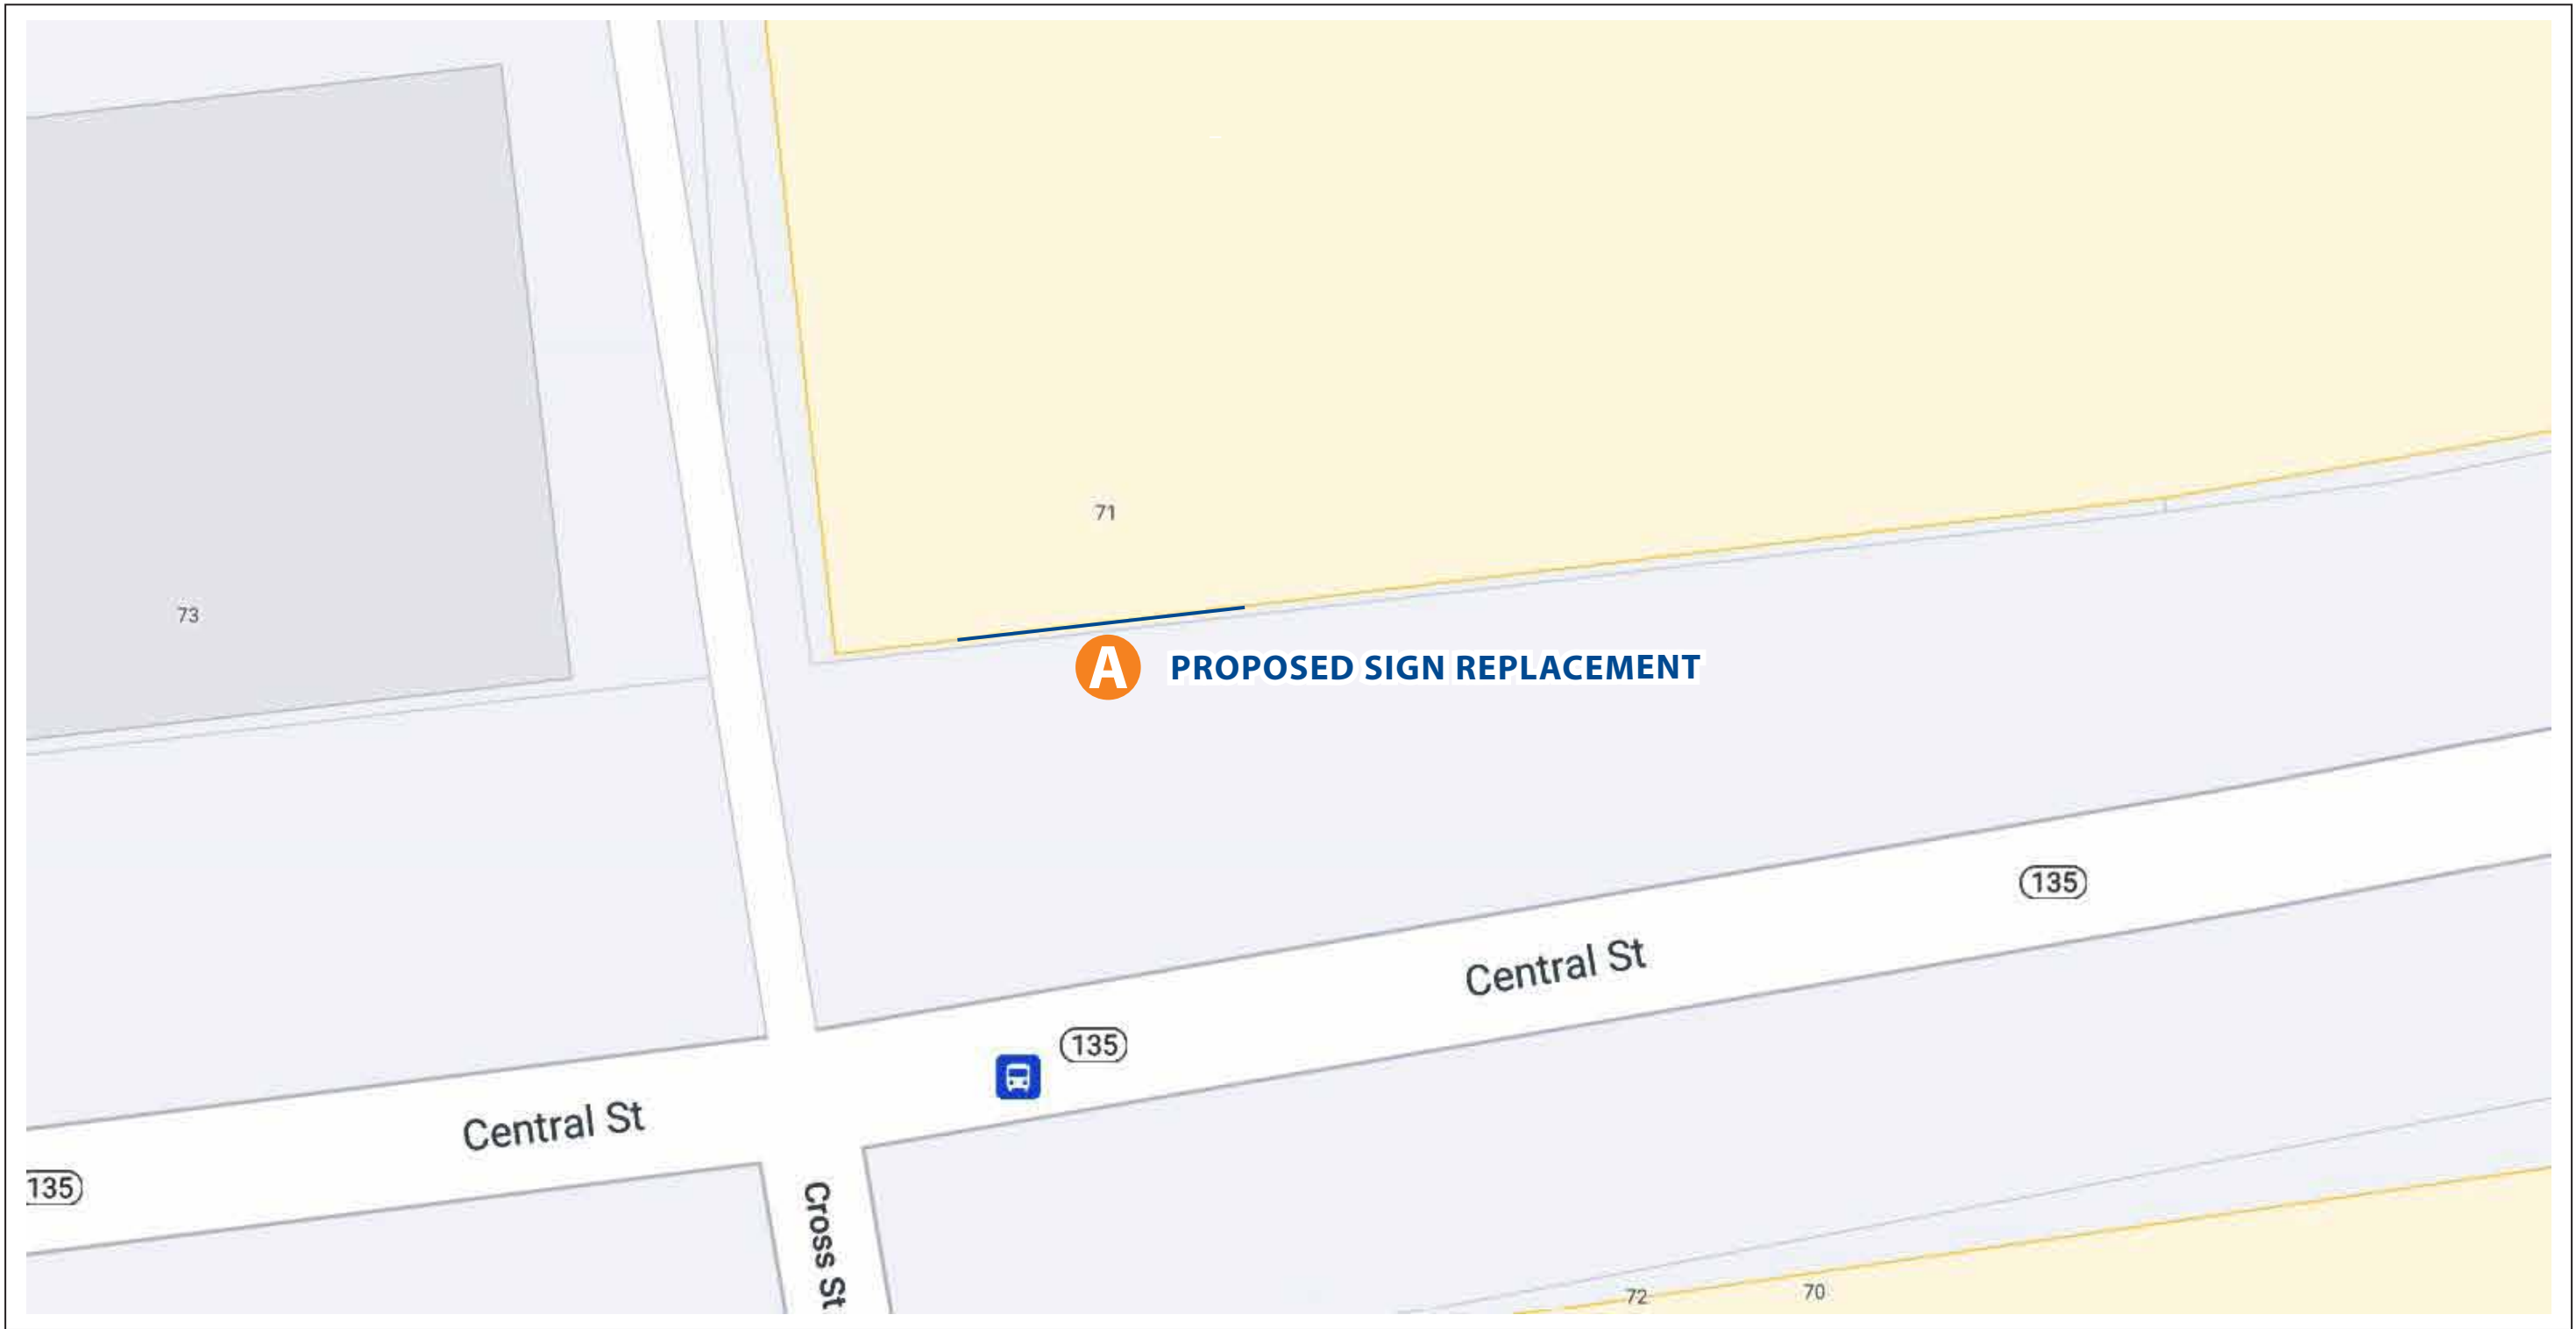 71
73
A PROPOSED SIGN REPLACEMENT
135
Central St
135
Central St
135
Cross St
72
70